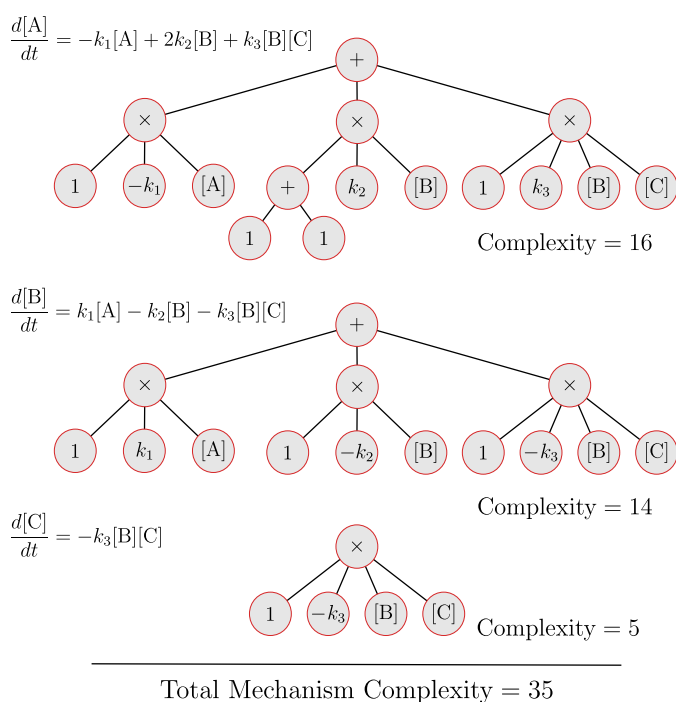 d[A]/dt = −k₁[A] + 2k₂[B] + k₃[B][C]
+
× × ×
1 −k₁ [A] + k₂ [B] 1 k₃ [B] [C]
1 1
Complexity = 16
d[B]/dt = k₁[A] − k₂[B] − k₃[B][C]
+
× × ×
1 k₁ [A] 1 −k₂ [B] 1 −k₃ [B] [C]
Complexity = 14
d[C]/dt = −k₃[B][C]
×
1 −k₃ [B] [C]
Complexity = 5
Total Mechanism Complexity = 35